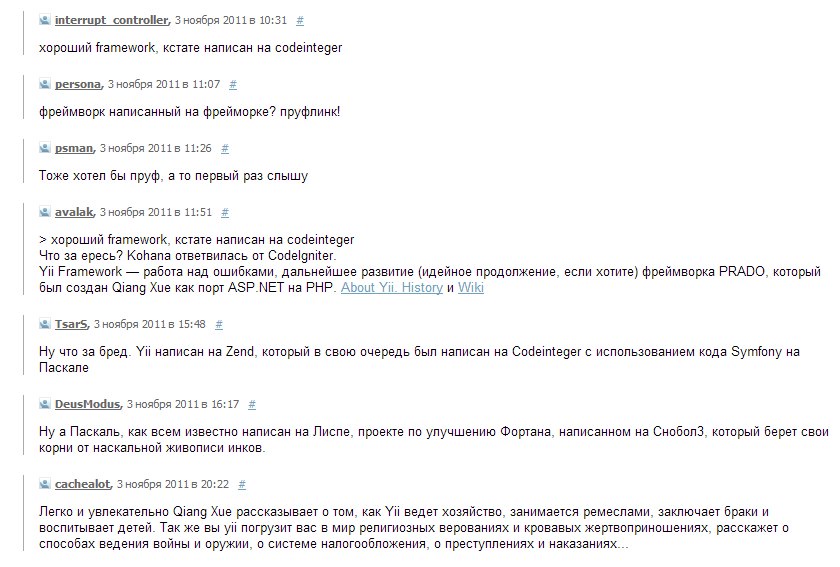 interrupt_controller, 3 ноября 2011 в 10:31 #
хороший framework, кстате написан на codeinteger
persona, 3 ноября 2011 в 11:07 #
фреймворк написанный на фрейморке? пруфлинк!
psman, 3 ноября 2011 в 11:26 #
Тоже хотел бы пруф, а то первый раз слышу
avalak, 3 ноября 2011 в 11:51 #
> хороший framework, кстате написан на codeinteger
Что за ересь? Kohana ответвилась от CodeIgniter.
Yii Framework — работа над ошибками, дальнейшее развитие (идейное продолжение, если хотите) фреймворка PRADO, который
был создан Qiang Xue как порт ASP.NET на PHP. About Yii. History и Wiki
TsarS, 3 ноября 2011 в 15:48 #
Ну что за бред. Yii написан на Zend, который в свою очередь был написан на Codeinteger с использованием кода Symfony на
Паскале
DeusModus, 3 ноября 2011 в 16:17 #
Ну а Паскаль, как всем известно написан на Лиспе, проекте по улучшению Фортана, написанном на Снобол3, который берет свои
корни от наскальной живописи инков.
cachealot, 3 ноября 2011 в 20:22 #
Легко и увлекательно Qiang Xue рассказывает о том, как Yii ведет хозяйство, занимается ремеслами, заключает браки и
воспитывает детей. Так же вы yii погрузит вас в мир религиозных верованиях и кровавых жертвоприношениях, расскажет о
способах ведения войны и оружии, о системе налогообложения, о преступлениях и наказаниях...